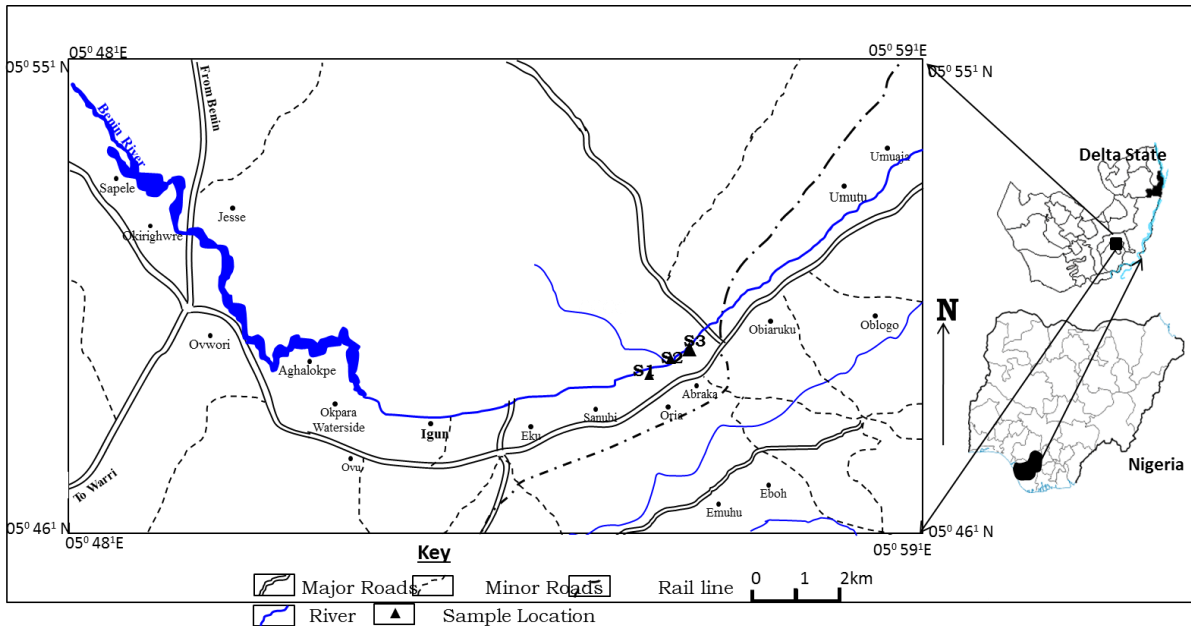 05⁰ 48¹E
05⁰ 59¹E
05⁰ 55¹ N
05⁰ 55¹ N
From Benin
Benin River
Umuaja
Delta State
Sapele
Umutu
Jesse
Okirighwre
N
Obiaruku
Oblogo
Ovwori
S3
S2
S1
Aghalokpe
Abraka
Okpara
Waterside
Igun
Sanubi
Oria
Eku
Ovu
Nigeria
To Warri
Eboh
Emuhu
05⁰ 46¹ N
05⁰ 46¹ N
05⁰ 48¹E
05⁰ 59¹E
Key
Major Roads
Minor Roads
Rail line
0 1 2km
River
Sample Location